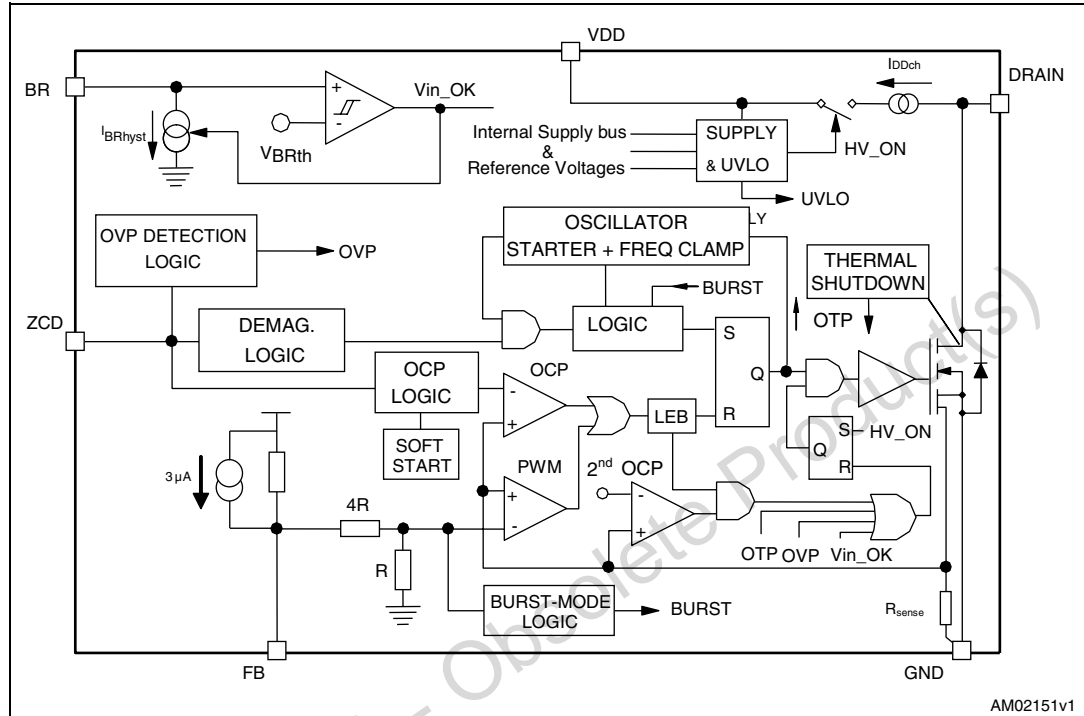 VDD
DRAIN
BR
IDDch
+
-
Vin_OK
IBRhyst
VBRth
Internal Supply bus
&
Reference Voltages
SUPPLY
& UVLO
HV_ON
UVLO
OVP DETECTION
LOGIC
OVP
OSCILLATOR
STARTER + FREQ CLAMP
LY
THERMAL
SHUTDOWN
BURST
OTP
ZCD
DEMAG.
LOGIC
LOGIC
S
Q
R
OCP
LOGIC
OCP
-
+
LEB
SOFT
START
S
Q
R
HV_ON
PWM
2nd OCP
3 µA
4R
+
-
-
+
R
OTP
OVP
Vin_OK
BURST-MODE
LOGIC
BURST
Rsense
FB
GND
- Obsolete Product(s)
AM02151v1